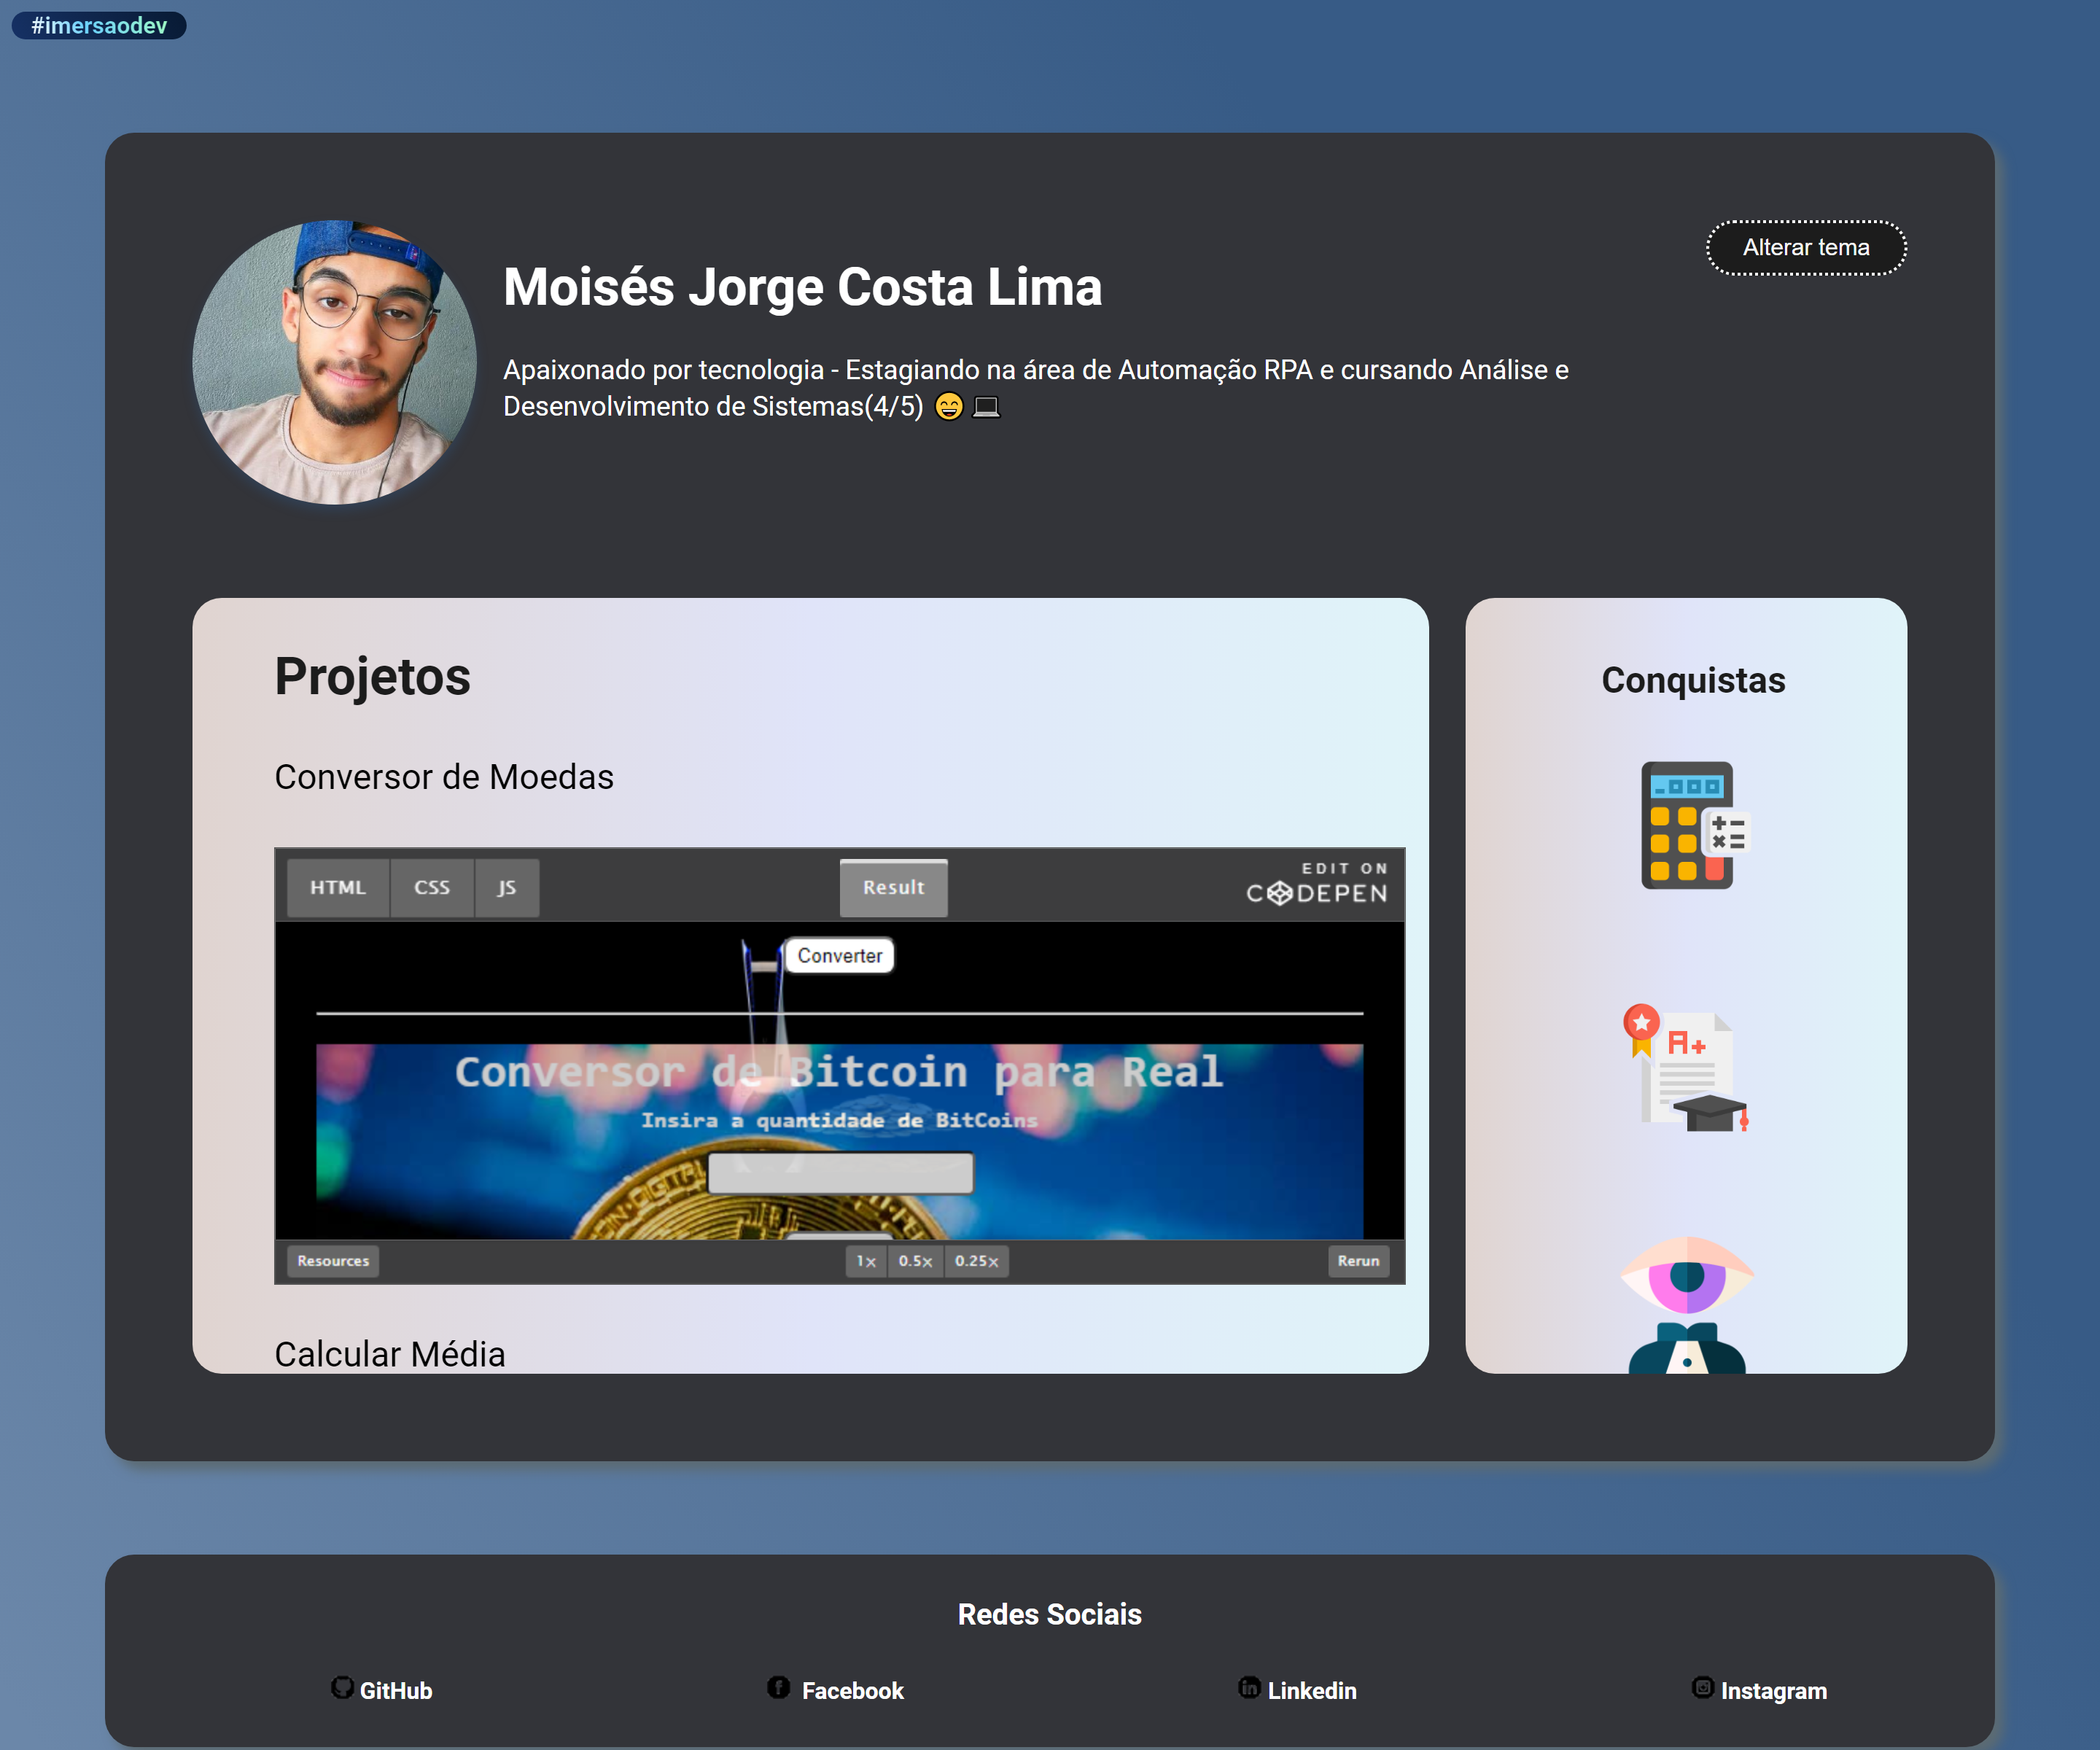 #imersaodev
Alterar tema
Moisés Jorge Costa Lima
Apaixonado por tecnologia - Estagiando na área de Automação RPA e cursando Análise e
Desenvolvimento de Sistemas(4/5) 😄 💻
Projetos
Conversor de Moedas
HTML CSS JS Result EDIT ON
CODEPEN
Converter
Conversor de Bitcoin para Real
Insira a quantidade de BitCoins
Resources 1x 0.5x 0.25x Rerun
Calcular Média
Conquistas
A+
Redes Sociais
GitHub Facebook Linkedin Instagram